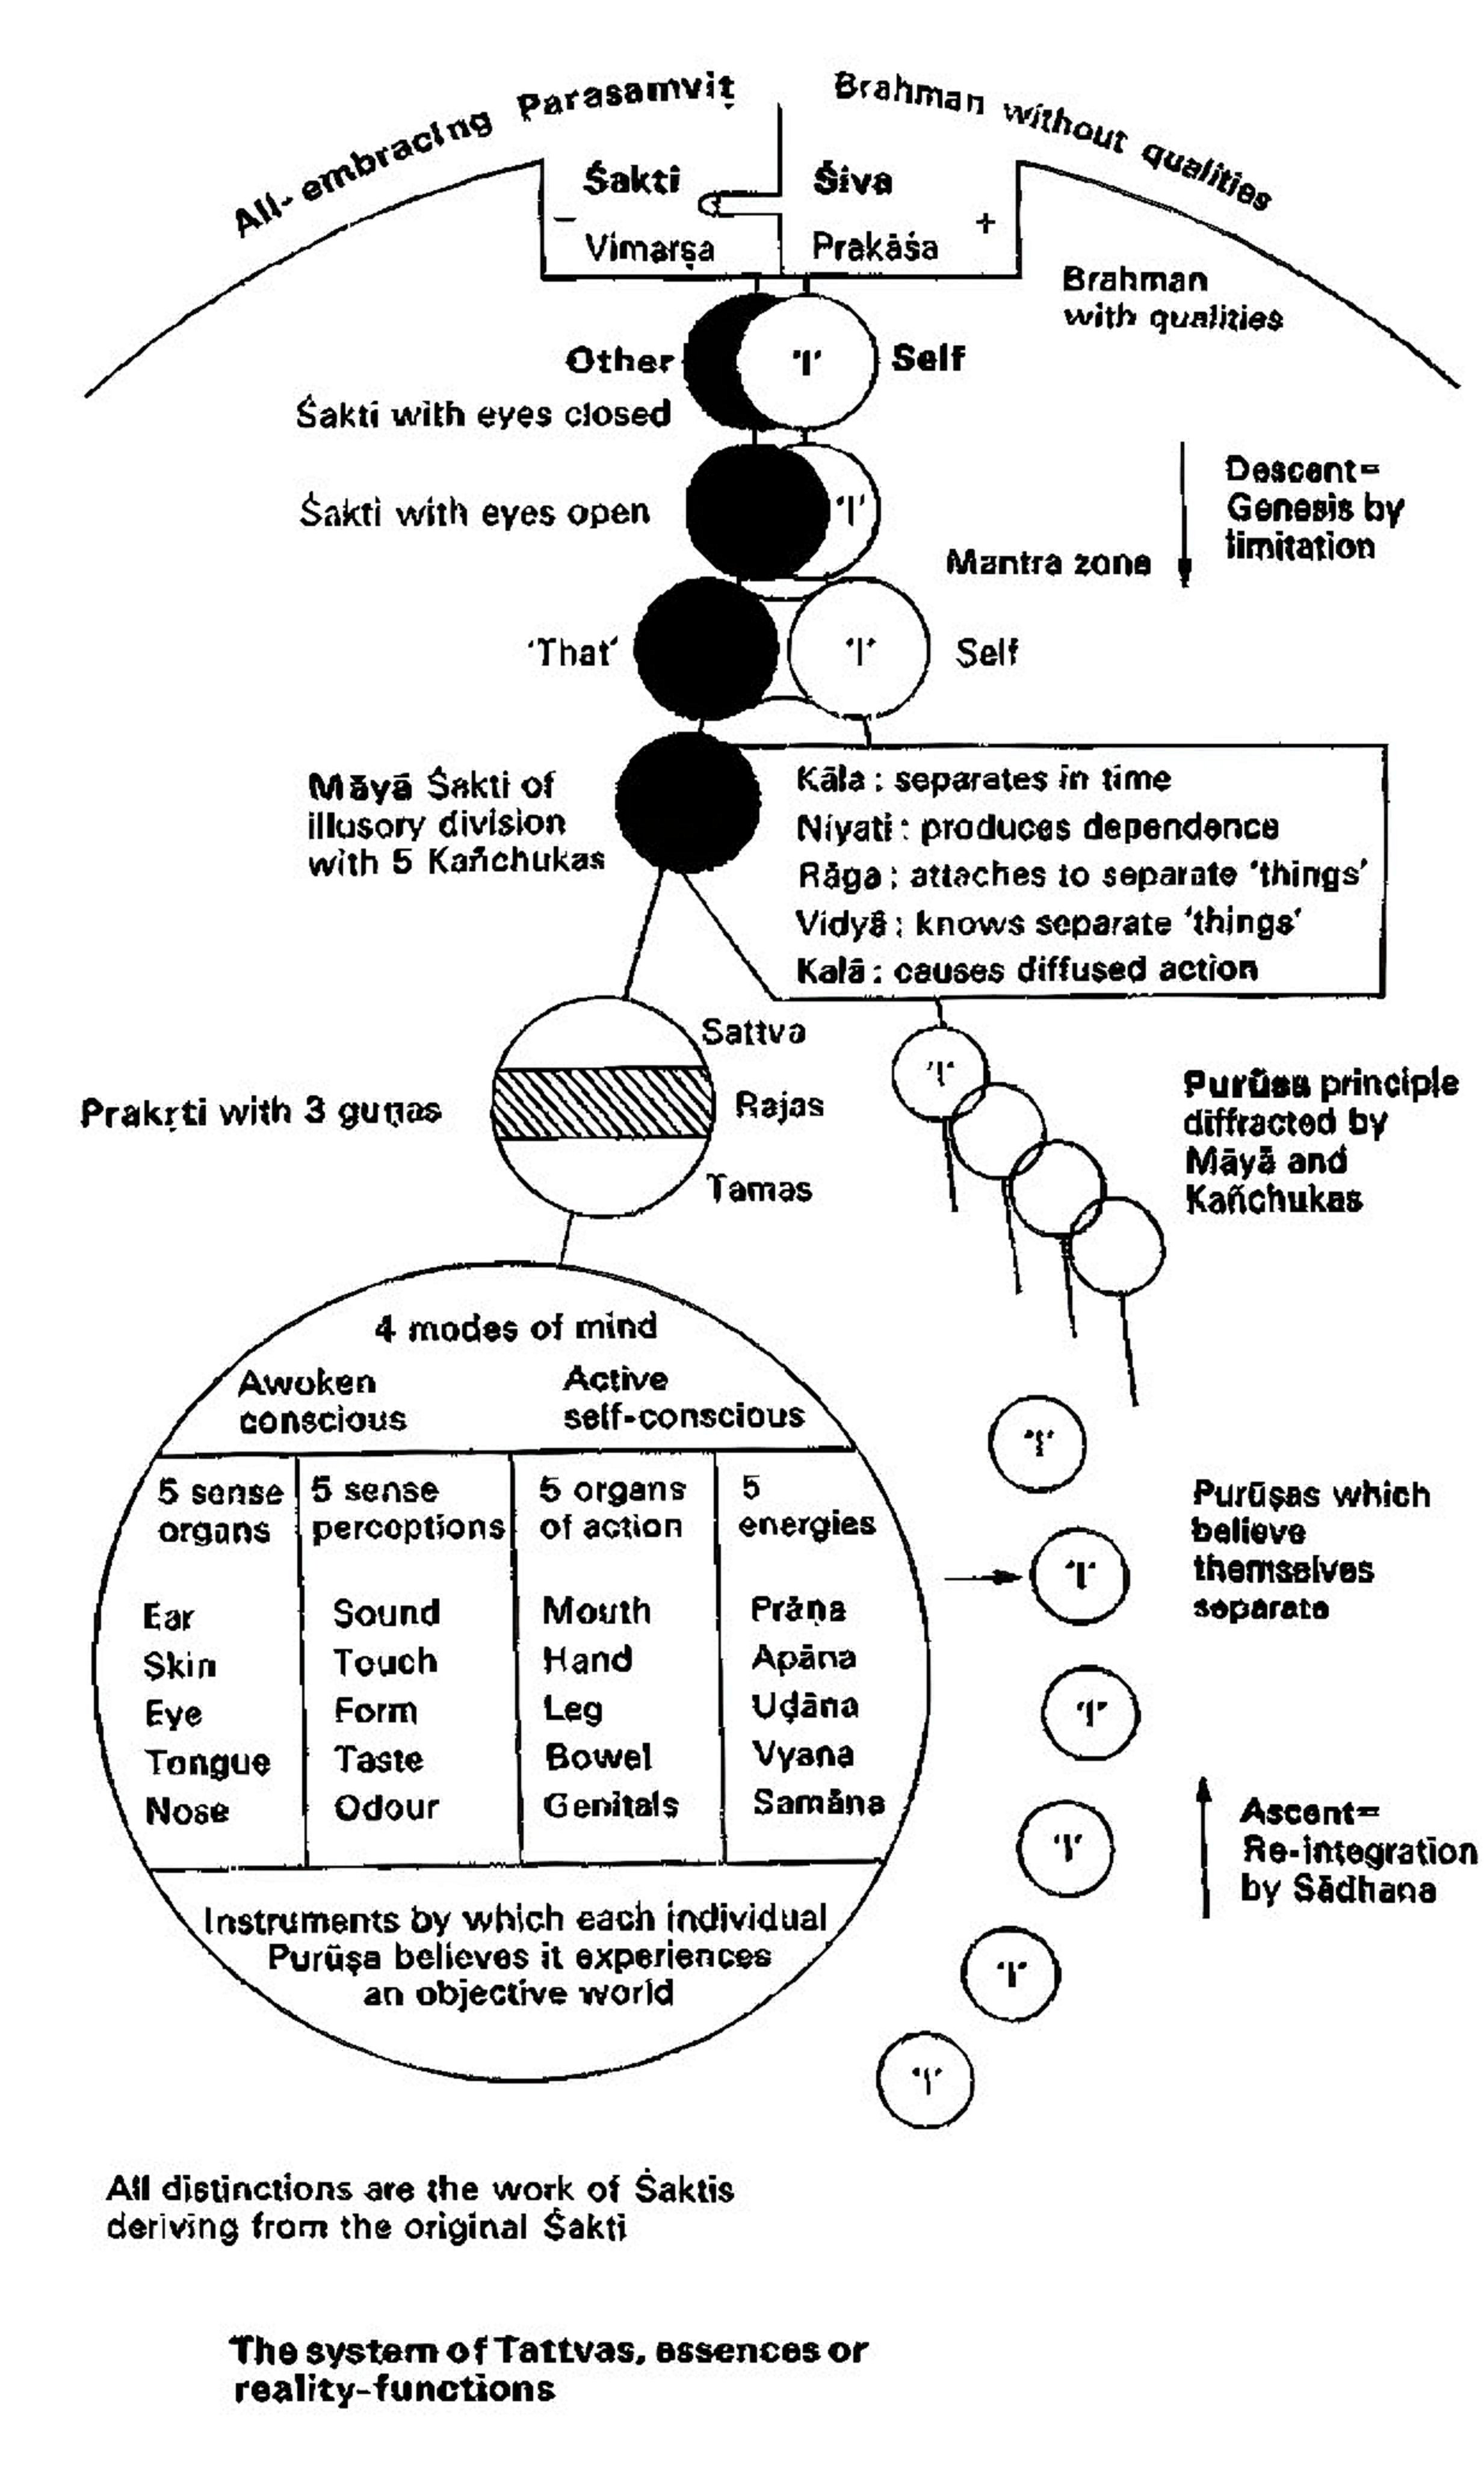 All-embracing Parasamviṭ
Brahman without qualities
Śakti
Śiva
−
+
Vimarṣa
Prakāśa
Brahman
with qualities
Other
'I'
Self
Śakti with eyes closed
Śakti with eyes open
'I'
Descent=
Genesis by
limitation
Mantra zone
'That'
'I'
Self
Māyā Śakti of
illusory division
with 5 Kañchukas
Kāla : separates in time
Niyati : produces dependence
Rāga : attaches to separate 'things'
Vidyā : knows separate 'things'
Kalā : causes diffused action
Sattva
Prakṛti with 3 guṇas
Rajas
Tamas
'I'
Purūṣa principle
diffracted by
Māyā and
Kañchukas
4 modes of mind
Awoken
conscious
Active
self-conscious
5 sense
organs
5 sense
perceptions
5 organs
of action
5
energies
Ear
Sound
Mouth
Prāṇa
Skin
Touch
Hand
Apāna
Eye
Form
Leg
Uḍāna
Tongue
Taste
Bowel
Vyana
Nose
Odour
Genitals
Samāna
Instruments by which each individual
Purūṣa believes it experiences
an objective world
'I'
'I'
Purūṣas which
believe
themselves
separate
'I'
'I'
Ascent=
Re-integration
by Sādhana
'I'
'I'
All distinctions are the work of Śaktis
deriving from the original Śakti
The system of Tattvas, essences or
reality-functions